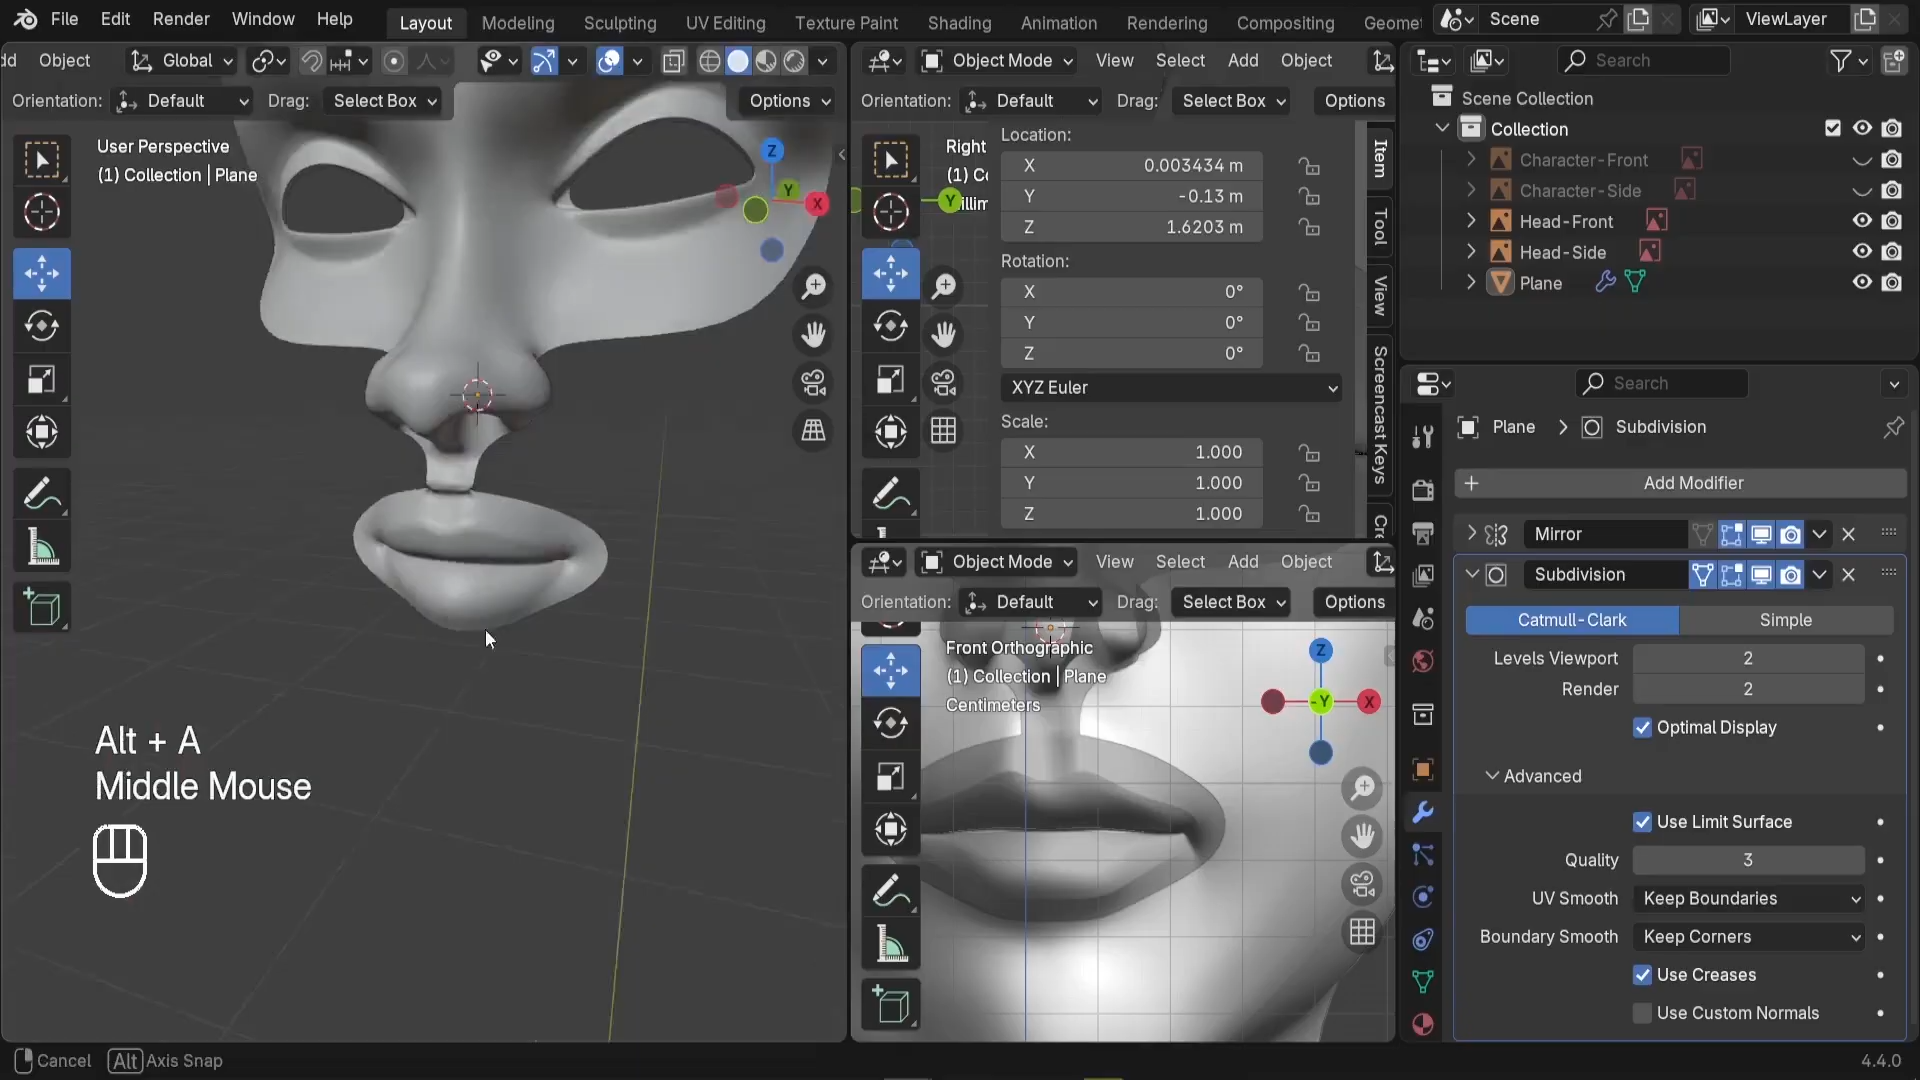 File Edit Render Window Help Layout Modeling Sculpting UV Editing Texture Paint Shading Animation Rendering Compositing Scene ViewLayer
Object Global
Orientation: Default Drag: Select Box Options
User Perspective
(1) Collection | Plane
Z
Y
X
Alt + A
Middle Mouse
Object Mode View Select Add Object
Orientation: Default Drag: Select Box Options
Right
Y
Location:
X 0.003434 m
Y -0.13 m
Z 1.6203 m
Rotation:
X 0°
Y 0°
Z 0°
XYZ Euler
Scale:
X 1.000
Y 1.000
Z 1.000
Item
Tool
View
Screencast Keys
Object Mode View Select Add Object
Orientation: Default Drag: Select Box Options
Front Orthographic
(1) Collection | Plane
Centimeters
Z
-Y
X
Search
Scene Collection
Collection
Character-Front
Character-Side
Head-Front
Head-Side
Plane
Search
Plane > Subdivision
+ Add Modifier
Mirror
Subdivision
Catmull-Clark Simple
Levels Viewport 2
Render 2
Optimal Display
Advanced
Use Limit Surface
Quality 3
UV Smooth Keep Boundaries
Boundary Smooth Keep Corners
Use Creases
Use Custom Normals
Cancel Alt Axis Snap 4.4.0